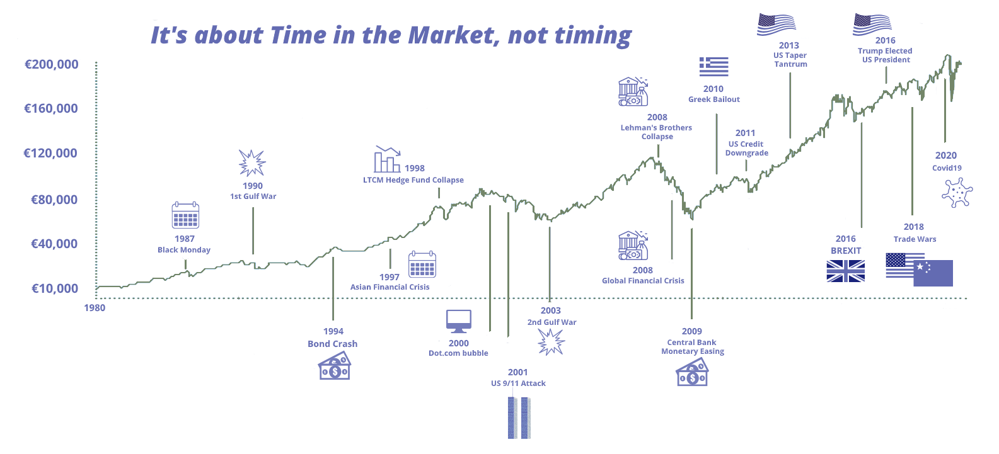 It's about Time in the Market, not timing
€200,000
€160,000
€120,000
€80,000
€40,000
€10,000
1980
1987
Black Monday
1990
1st Gulf War
1994
Bond Crash
1997
Asian Financial Crisis
1998
LTCM Hedge Fund Collapse
2000
Dot.com bubble
2001
US 9/11 Attack
2003
2nd Gulf War
2008
Lehman's Brothers
Collapse
2008
Global Financial Crisis
2009
Central Bank
Monetary Easing
2010
Greek Bailout
2011
US Credit
Downgrade
2013
US Taper
Tantrum
2016
BREXIT
2016
Trump Elected
US President
2018
Trade Wars
2020
Covid19